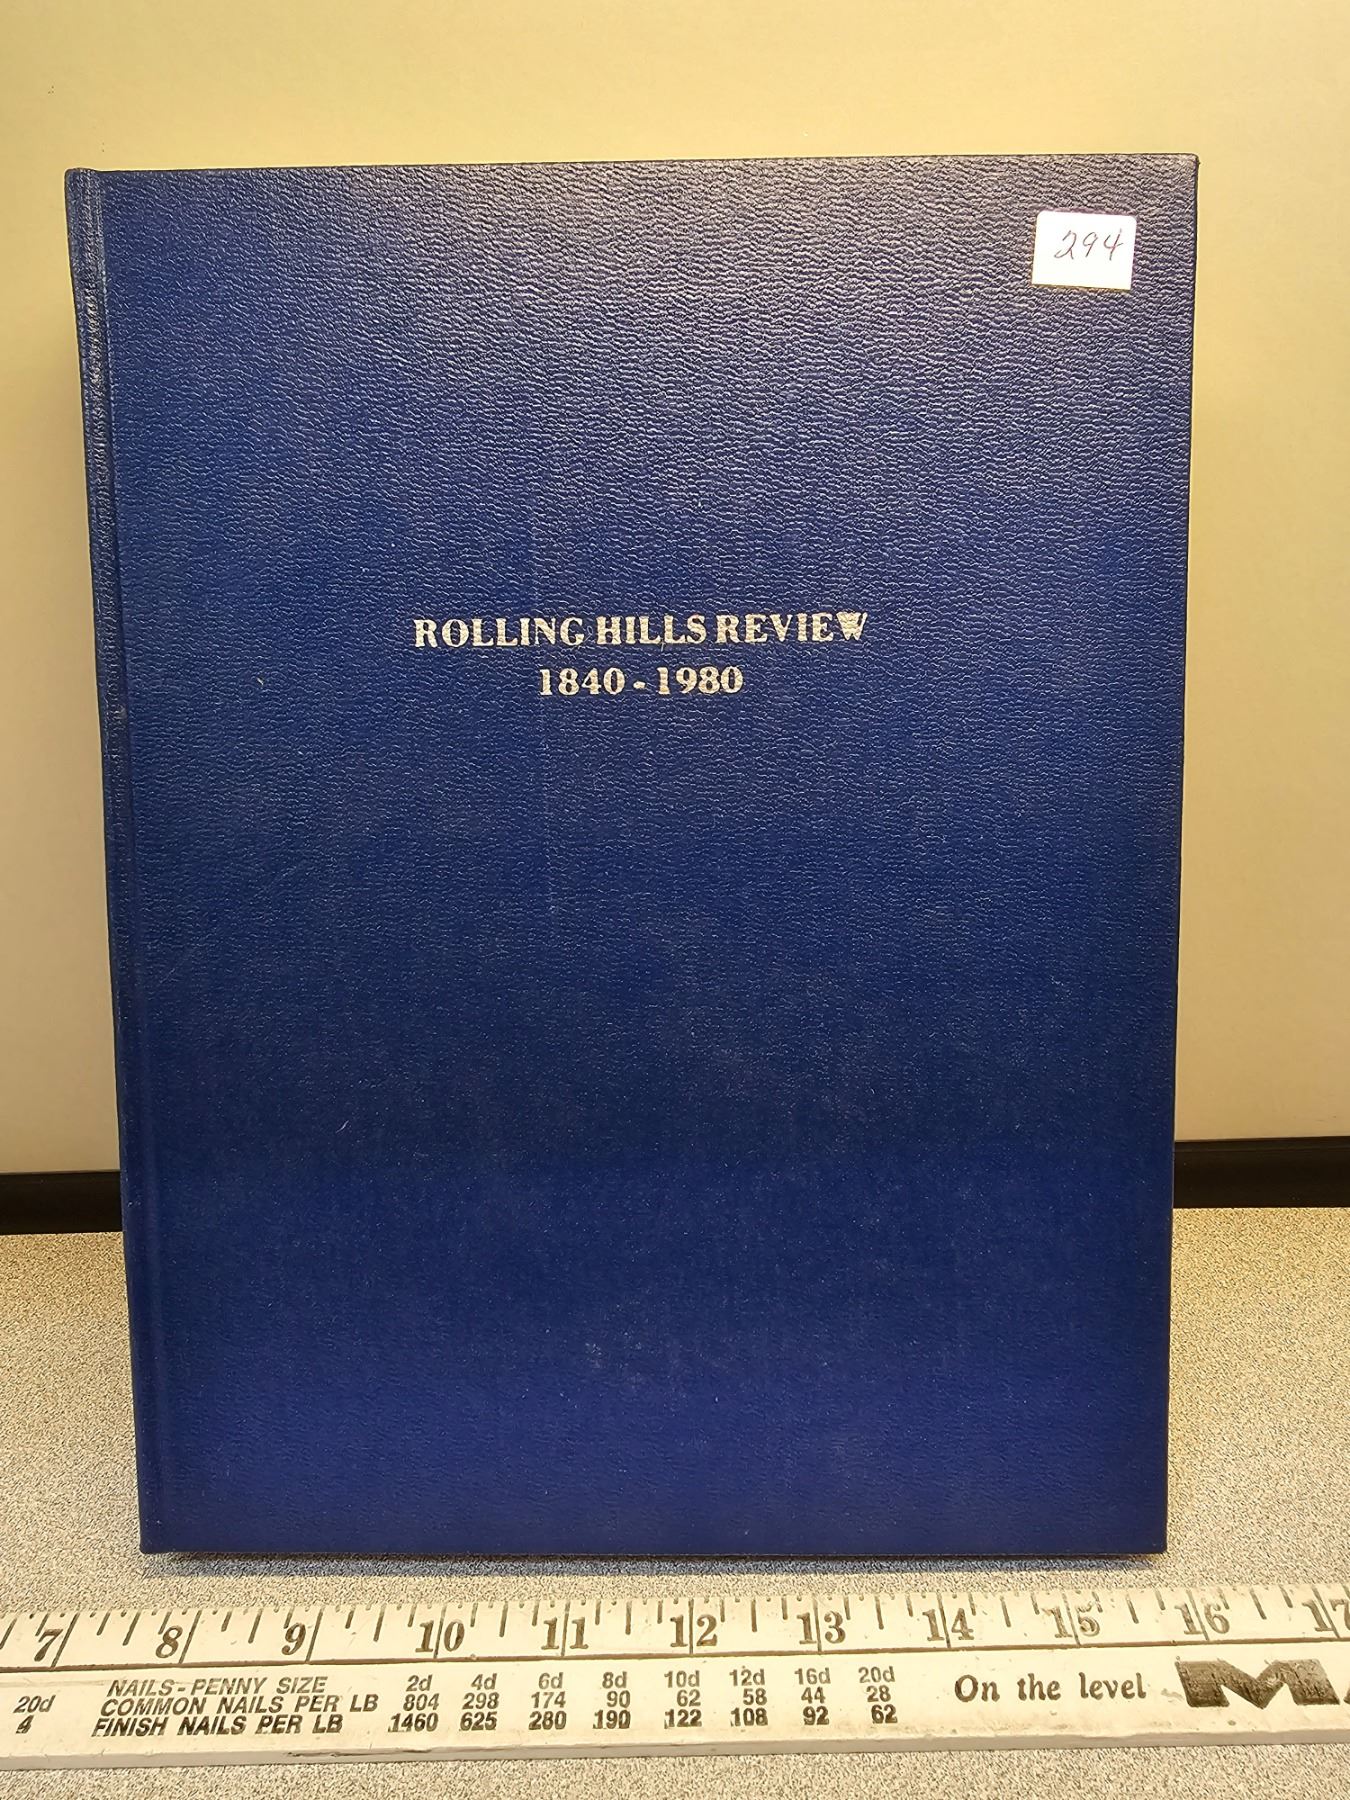 294
ROLLING HILLS REVIEW
1840-1980
7 8 9 10 11 12 13 14 15 16 17
NAILS-PENNY SIZE 2d 4d 6d 8d 10d 12d 16d 20d
20d COMMON NAILS PER LB 804 298 174 90 62 58 44 28
4 FINISH NAILS PER LB 1460 625 280 190 122 108 92 62
On the level